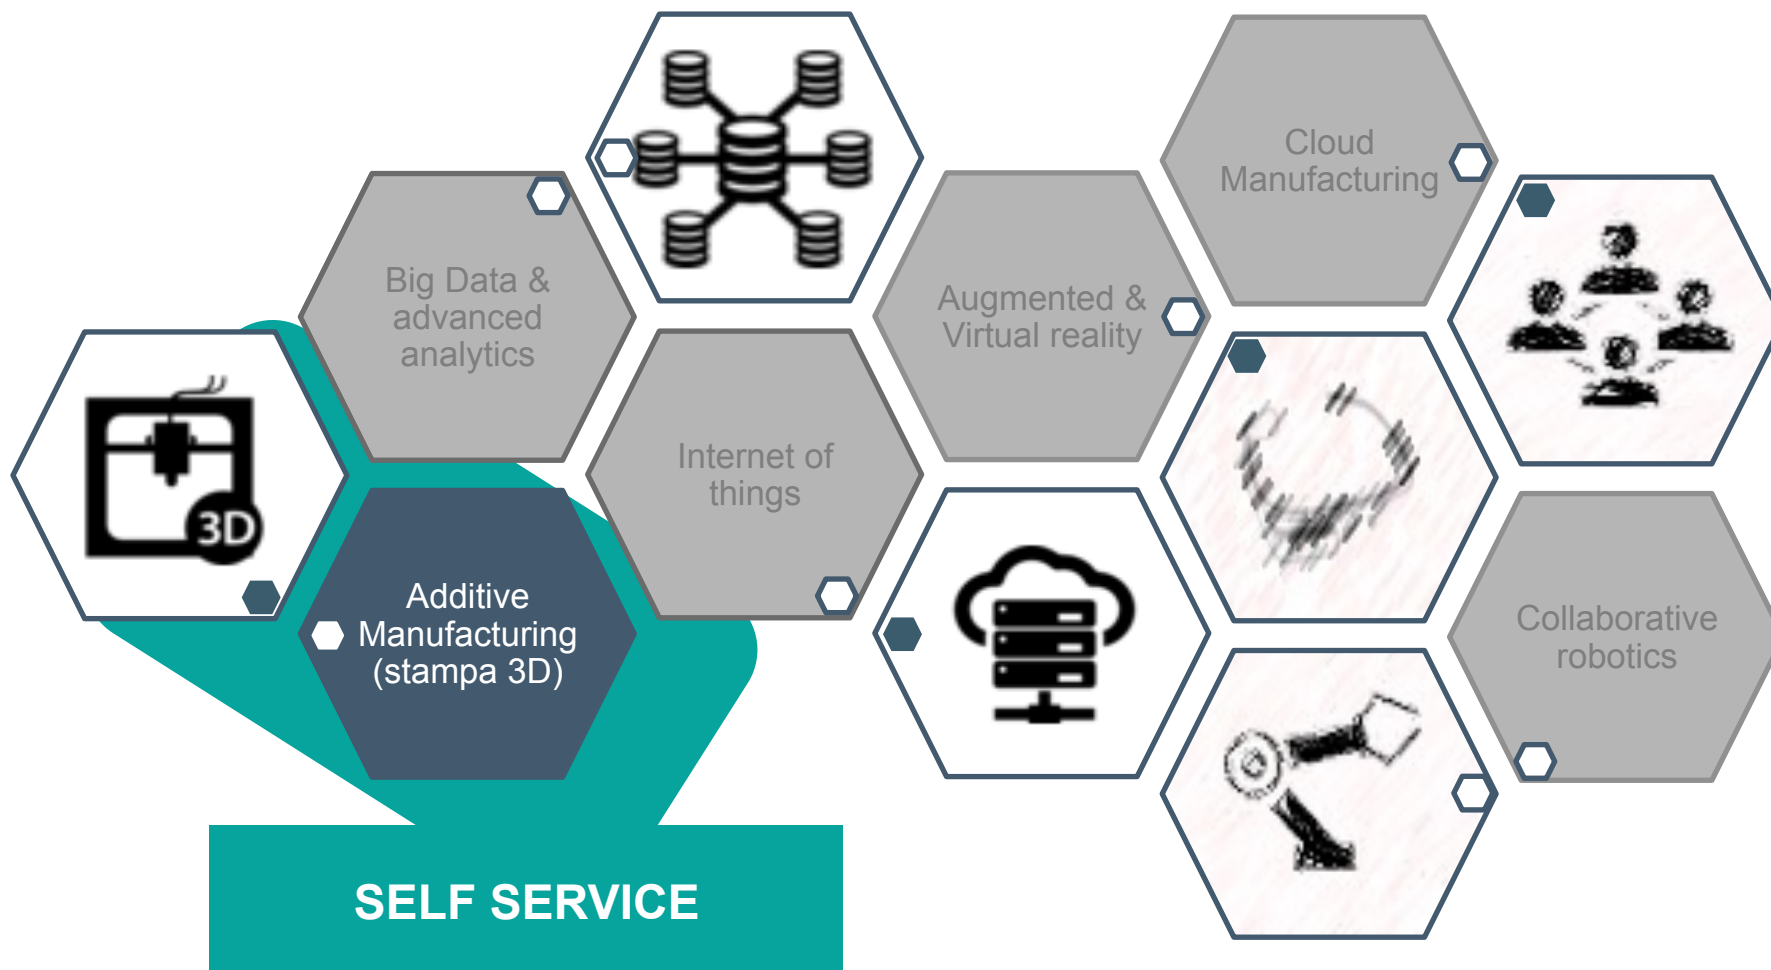 Cloud
Manufacturing
Big Data &
advanced
analytics
Augmented &
Virtual reality
Internet of
things
3D
Additive
Manufacturing
(stampa 3D)
Collaborative
robotics
SELF SERVICE